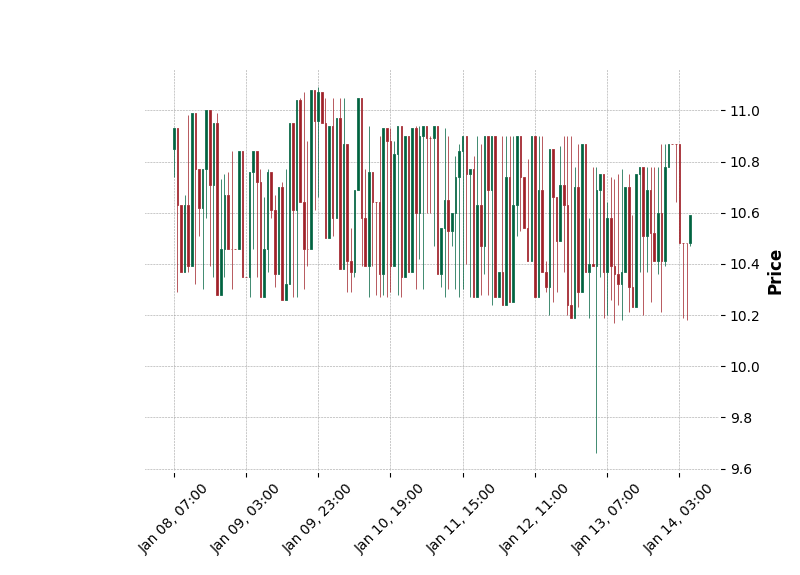 11.0
10.8
10.6
10.4
10.2
10.0
9.8
9.6
Price
Jan 08, 07:00
Jan 09, 03:00
Jan 09, 23:00
Jan 10, 19:00
Jan 11, 15:00
Jan 12, 11:00
Jan 13, 07:00
Jan 14, 03:00